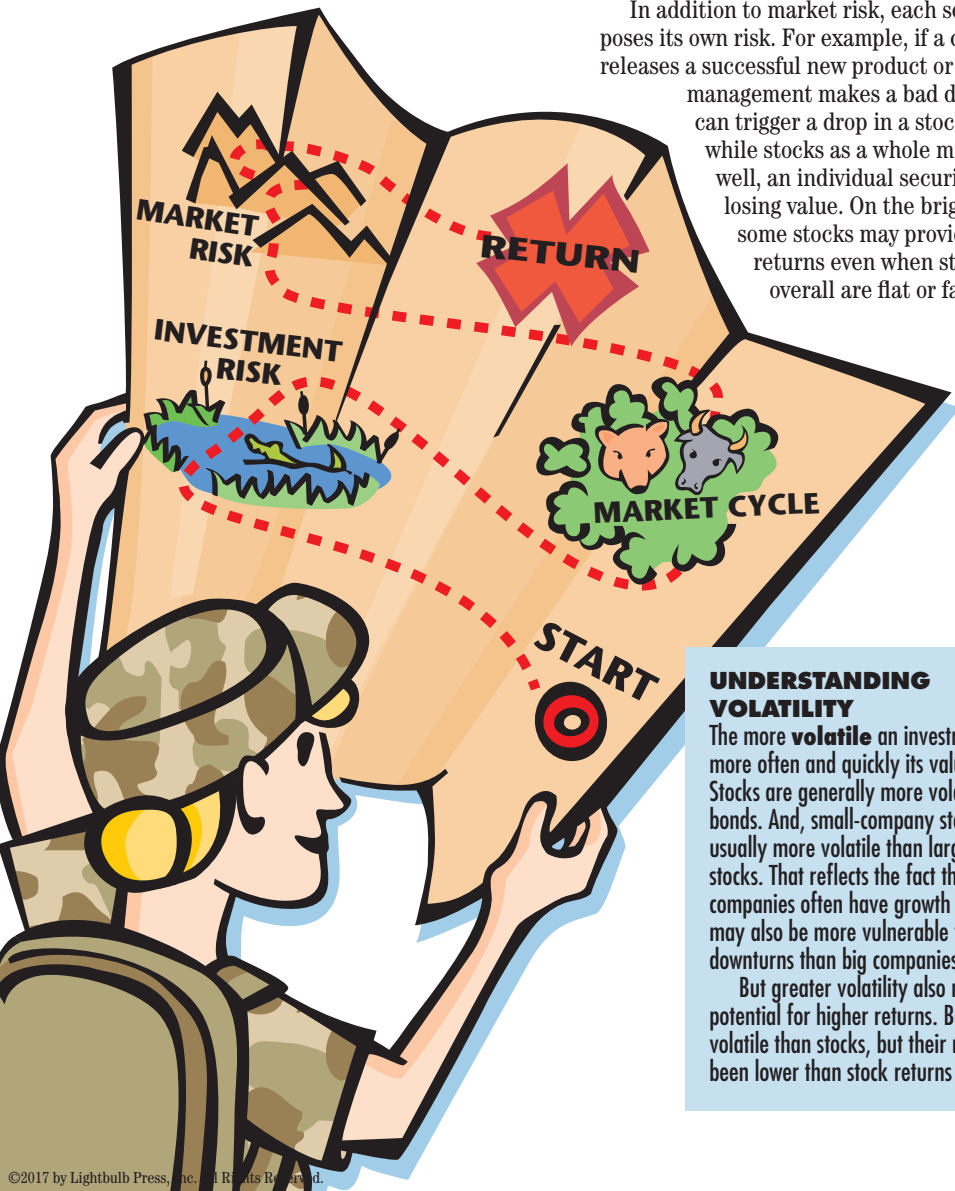 In addition to market risk, each se
poses its own risk. For example, if a c
releases a successful new product or
management makes a bad d
can trigger a drop in a stoc
while stocks as a whole m
well, an individual securi
losing value. On the brig
some stocks may provid
returns even when st
overall are flat or fa
MARKET
RISK
RETURN
INVESTMENT
RISK
MARKET CYCLE
START
UNDERSTANDING
VOLATILITY
The more volatile an investm
more often and quickly its valu
Stocks are generally more vola
bonds. And, small-company sto
usually more volatile than larg
stocks. That reflects the fact th
companies often have growth
may also be more vulnerable
downturns than big companies
But greater volatility also
potential for higher returns. B
volatile than stocks, but their
been lower than stock returns
©2017 by Lightbulb Press, Inc. All Rights Reserved.